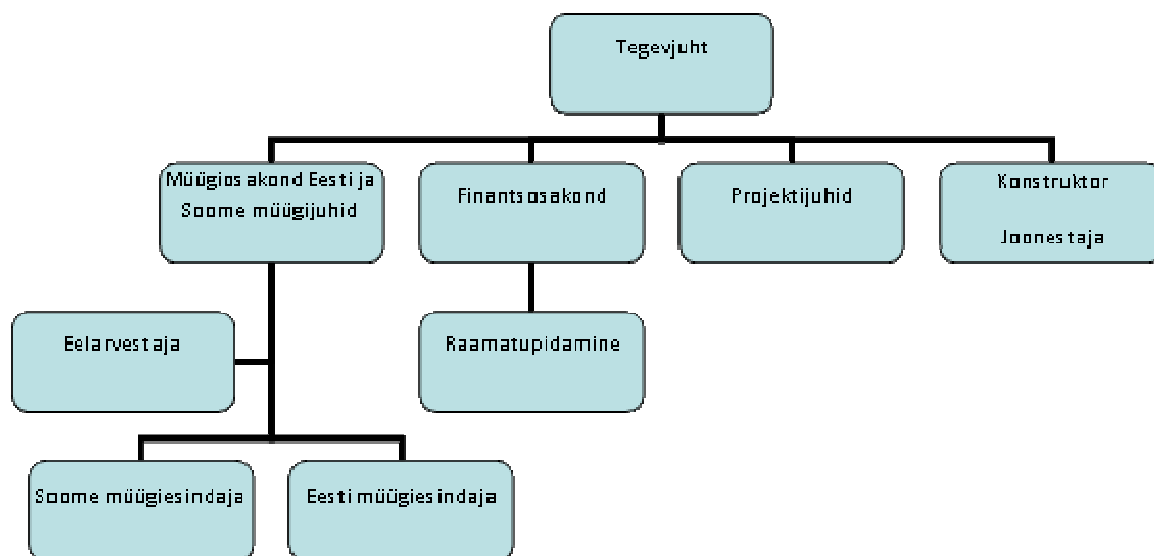 Tegevjuht
Müügiosakond Eesti ja
Soome müügijuhid
Finantsosakond
Projektijuhid
Konstruktor
Joonestaja
Eelarvestaja
Raamatupidamine
Soome müügiesindaja
Eesti müügiesindaja